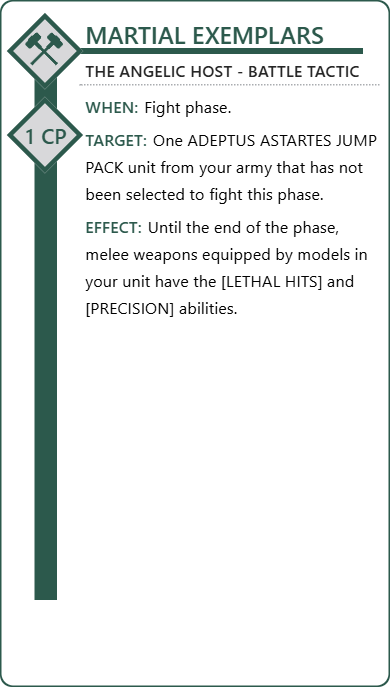 MARTIAL EXEMPLARS
THE ANGELIC HOST - BATTLE TACTIC
1 CP
WHEN: Fight phase.
TARGET: One ADEPTUS ASTARTES JUMP
PACK unit from your army that has not
been selected to fight this phase.
EFFECT: Until the end of the phase,
melee weapons equipped by models in
your unit have the [LETHAL HITS] and
[PRECISION] abilities.